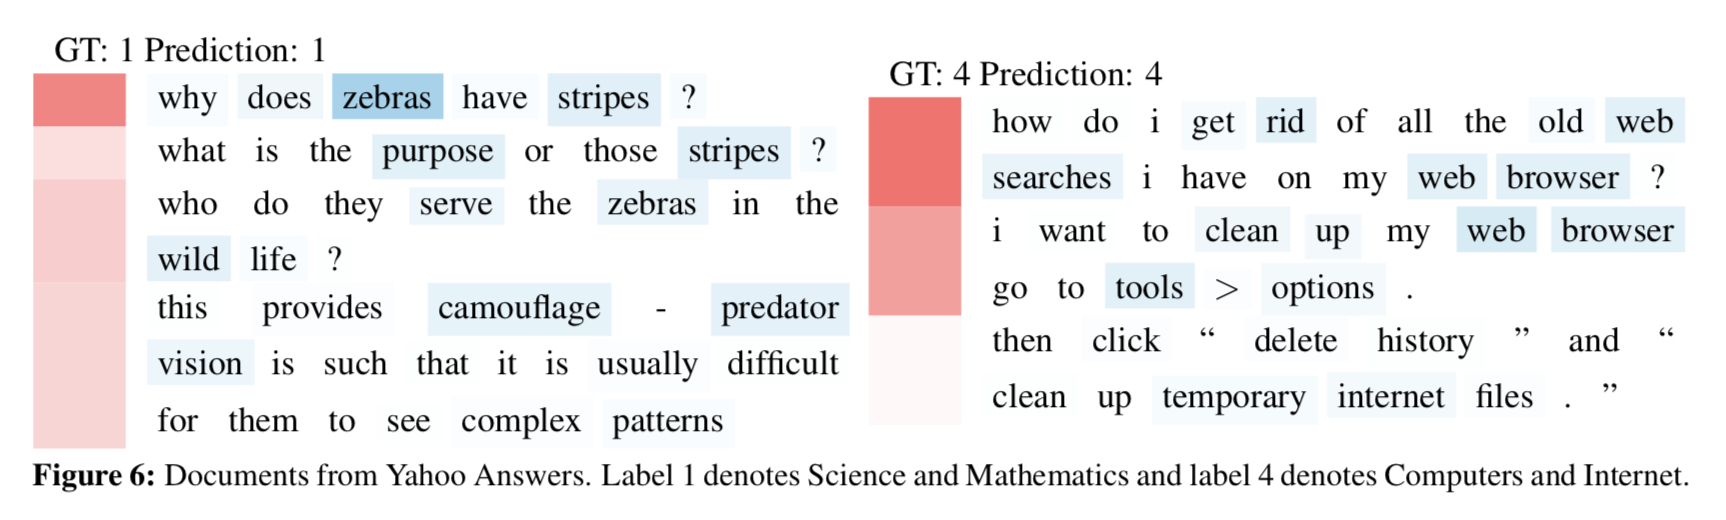 GT: 1 Prediction: 1
why does zebras have stripes ?
what is the purpose or those stripes ?
who do they serve the zebras in the
wild life ?
this provides camouflage - predator
vision is such that it is usually difficult
for them to see complex patterns
GT: 4 Prediction: 4
how do i get rid of all the old web
searches i have on my web browser ?
i want to clean up my web browser
go to tools > options .
then click “ delete history ” and “
clean up temporary internet files . ”
Figure 6: Documents from Yahoo Answers. Label 1 denotes Science and Mathematics and label 4 denotes Computers and Internet.